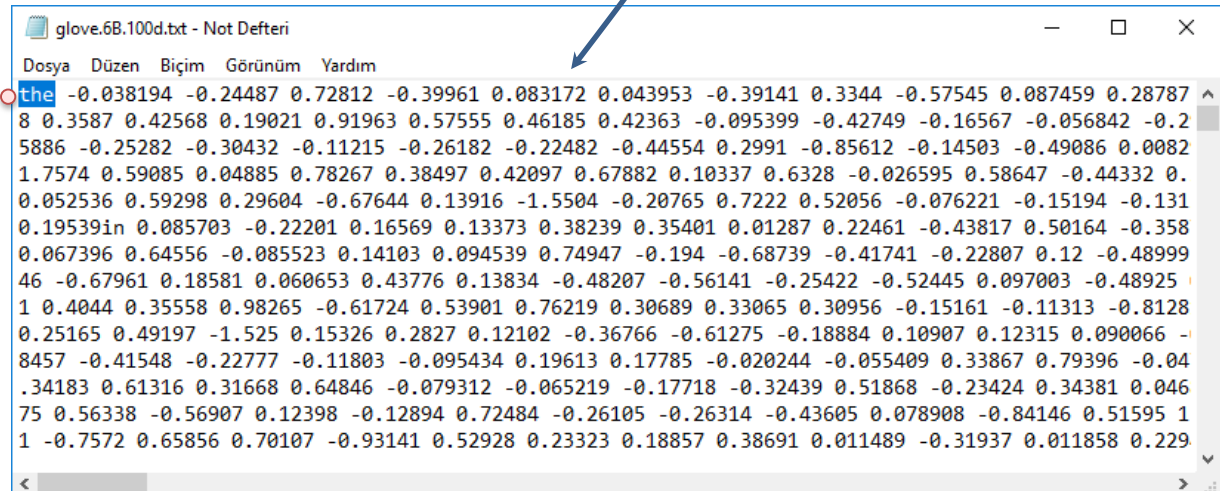 glove.6B.100d.txt - Not Defteri
Dosya Düzen Biçim Görünüm Yardım
the -0.038194 -0.24487 0.72812 -0.39961 0.083172 0.043953 -0.39141 0.3344 -0.57545 0.087459 0.28787
8 0.3587 0.42568 0.19021 0.91963 0.57555 0.46185 0.42363 -0.095399 -0.42749 -0.16567 -0.056842 -0.2
5886 -0.25282 -0.30432 -0.11215 -0.26182 -0.22482 -0.44554 0.2991 -0.85612 -0.14503 -0.49086 0.0082
1.7574 0.59085 0.04885 0.78267 0.38497 0.42097 0.67882 0.10337 0.6328 -0.026595 0.58647 -0.44332 0.
0.052536 0.59298 0.29604 -0.67644 0.13916 -1.5504 -0.20765 0.7222 0.52056 -0.076221 -0.15194 -0.131
0.19539in 0.085703 -0.22201 0.16569 0.13373 0.38239 0.35401 0.01287 0.22461 -0.43817 0.50164 -0.358
0.067396 0.64556 -0.085523 0.14103 0.094539 0.74947 -0.194 -0.68739 -0.41741 -0.22807 0.12 -0.48999
46 -0.67961 0.18581 0.060653 0.43776 0.13834 -0.48207 -0.56141 -0.25422 -0.52445 0.097003 -0.48925
1 0.4044 0.35558 0.98265 -0.61724 0.53901 0.76219 0.30689 0.33065 0.30956 -0.15161 -0.11313 -0.8128
0.25165 0.49197 -1.525 0.15326 0.2827 0.12102 -0.36766 -0.61275 -0.18884 0.10907 0.12315 0.090066 -
8457 -0.41548 -0.22777 -0.11803 -0.095434 0.19613 0.17785 -0.020244 -0.055409 0.33867 0.79396 -0.04
.34183 0.61316 0.31668 0.64846 -0.079312 -0.065219 -0.17718 -0.32439 0.51868 -0.23424 0.34381 0.046
75 0.56338 -0.56907 0.12398 -0.12894 0.72484 -0.26105 -0.26314 -0.43605 0.078908 -0.84146 0.51595 1
1 -0.7572 0.65856 0.70107 -0.93141 0.52928 0.23323 0.18857 0.38691 0.011489 -0.31937 0.011858 0.229